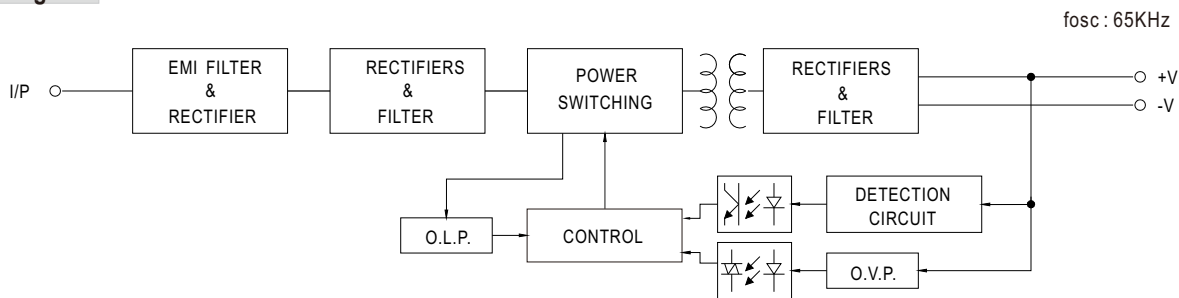 fosc : 65KHz
I/P
EMI FILTER
&
RECTIFIER
RECTIFIERS
&
FILTER
POWER
SWITCHING
RECTIFIERS
&
FILTER
+V
-V
DETECTION
CIRCUIT
O.L.P.
CONTROL
O.V.P.